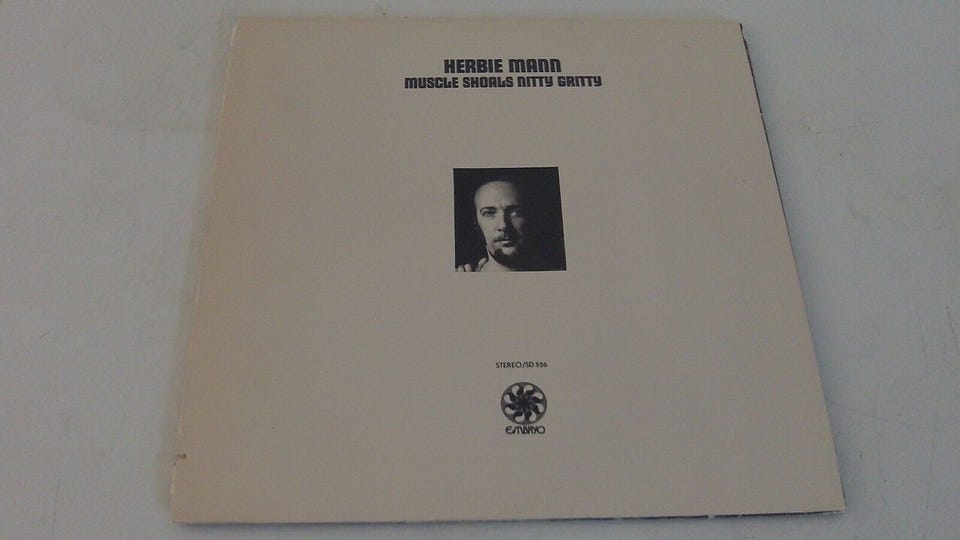 HERBIE MANN
MUSCLE SHOALS NITTY GRITTY
STEREO/SD 526
EMBRYO